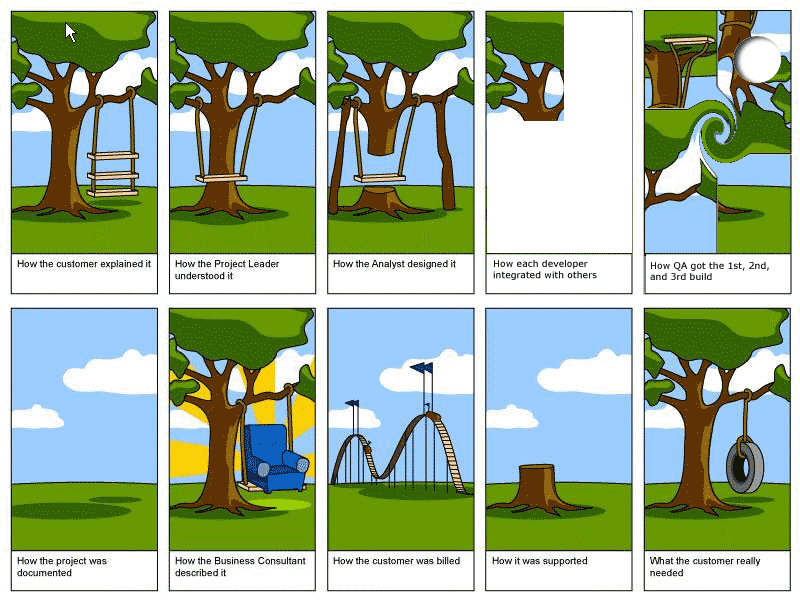 How the customer explained it
How the Project Leader
understood it
How the Analyst designed it
How each developer
integrated with others
How QA got the 1st, 2nd,
and 3rd build
How the project was
documented
How the Business Consultant
described it
How the customer was billed
How it was supported
What the customer really
needed